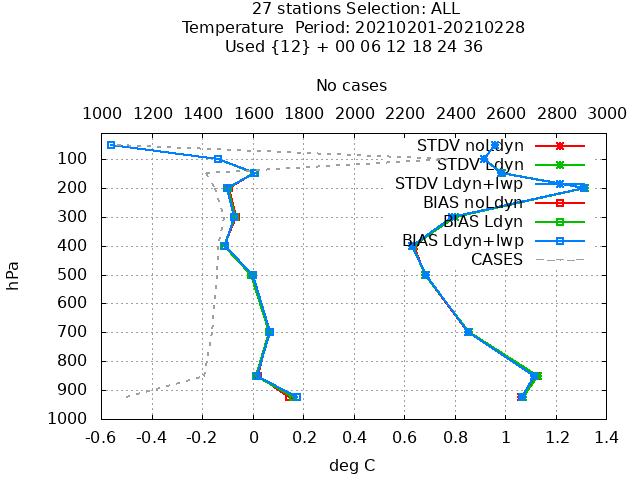 27 stations Selection: ALL
Temperature  Period: 20210201-20210228
Used {12} + 00 06 12 18 24 36
No cases
1000 1200 1400 1600 1800 2000 2200 2400 2600 2800 3000
STDV noLdyn
STDV Ldyn
STDV Ldyn+lwp
BIAS noLdyn
BIAS Ldyn
BIAS Ldyn+lwp
CASES
hPa
100
200
300
400
500
600
700
800
900
1000
-0.6 -0.4 -0.2 0 0.2 0.4 0.6 0.8 1 1.2 1.4
deg C